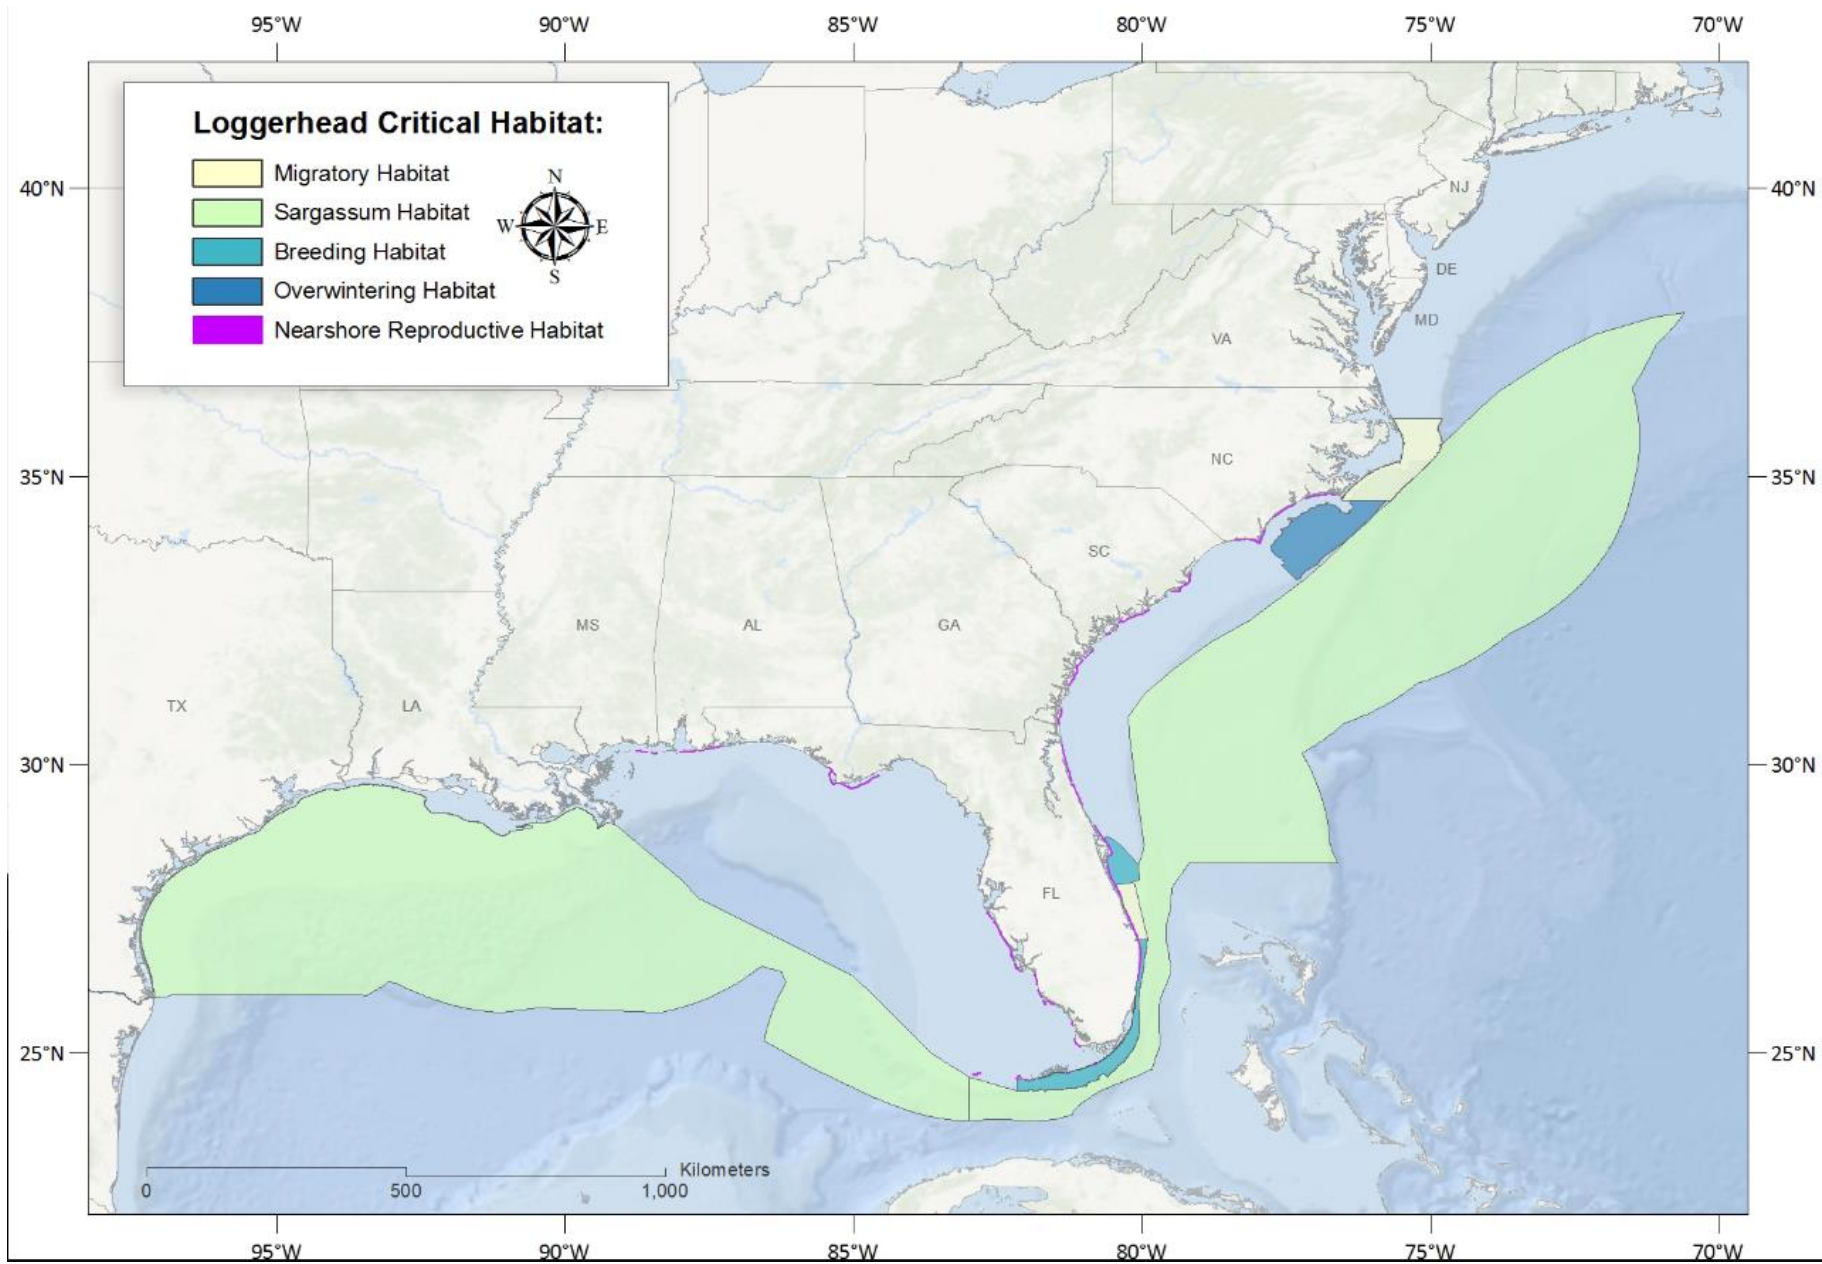 95°W 90°W 85°W 80°W 75°W 70°W
Loggerhead Critical Habitat:
Migratory Habitat
Sargassum Habitat
Breeding Habitat
Overwintering Habitat
Nearshore Reproductive Habitat
N
W E
S
40°N 40°N
NJ
DE
MD
VA
NC
35°N 35°N
SC
MS AL GA
TX LA
30°N 30°N
FL
25°N 25°N
Kilometers
0 500 1,000
95°W 90°W 85°W 80°W 75°W 70°W